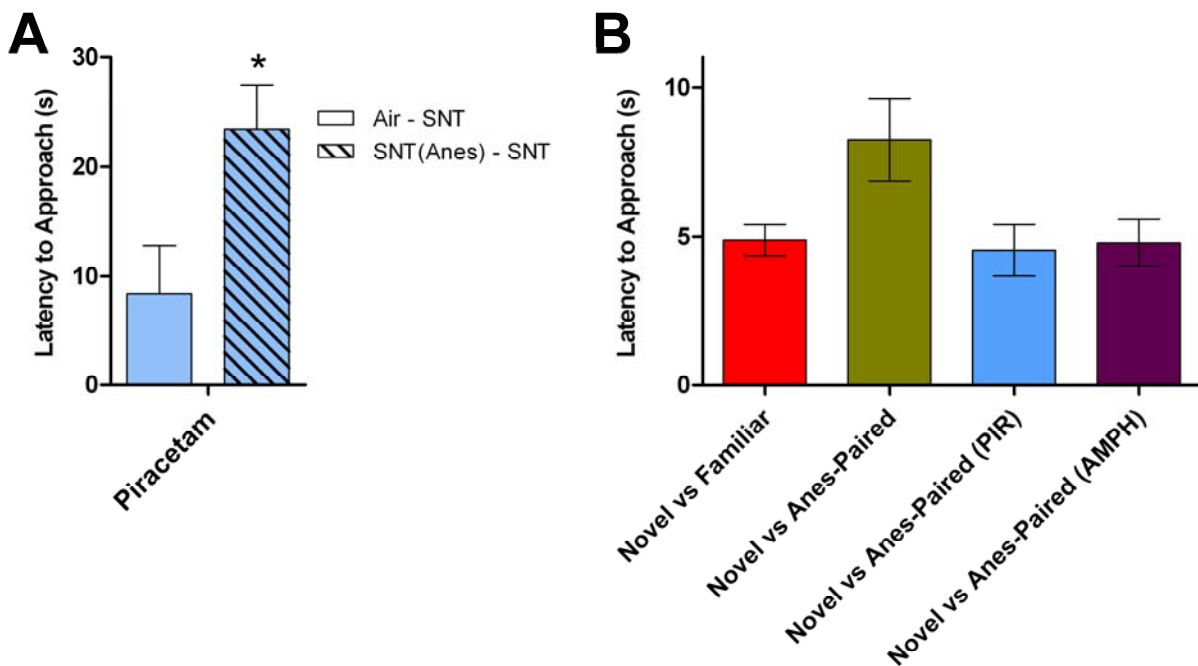 A
Latency to Approach (s)
30
20
10
0
*
Air - SNT
SNT(Anes) - SNT
Piracetam
B
Latency to Approach (s)
10
5
0
Novel vs Familiar
Novel vs Anes-Paired
Novel vs Anes-Paired (PIR)
Novel vs Anes-Paired (AMPH)